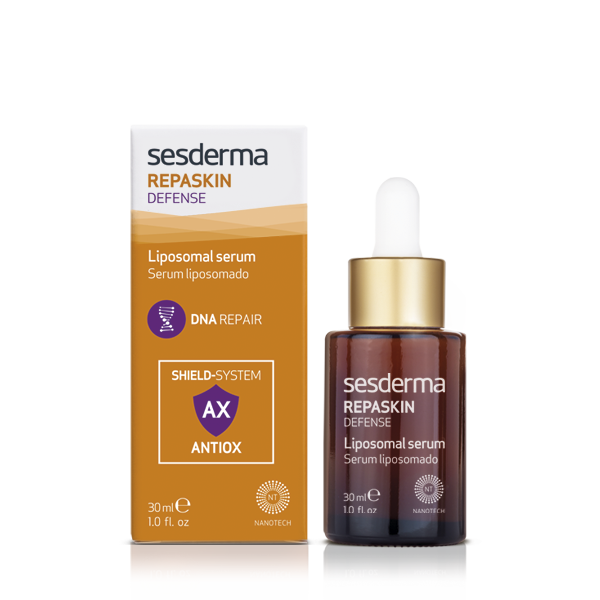 sesderma
REPASKIN
DEFENSE
Liposomal serum
Serum liposomado
DNA REPAIR
SHIELD-SYSTEM
AX
ANTIOX
30 ml e
1.0 fl. oz
NT
NANOTECH
sesderma
REPASKIN
DEFENSE
Liposomal serum
Serum liposomado
30 ml e
1.0 fl. oz
NT
NANOTECH